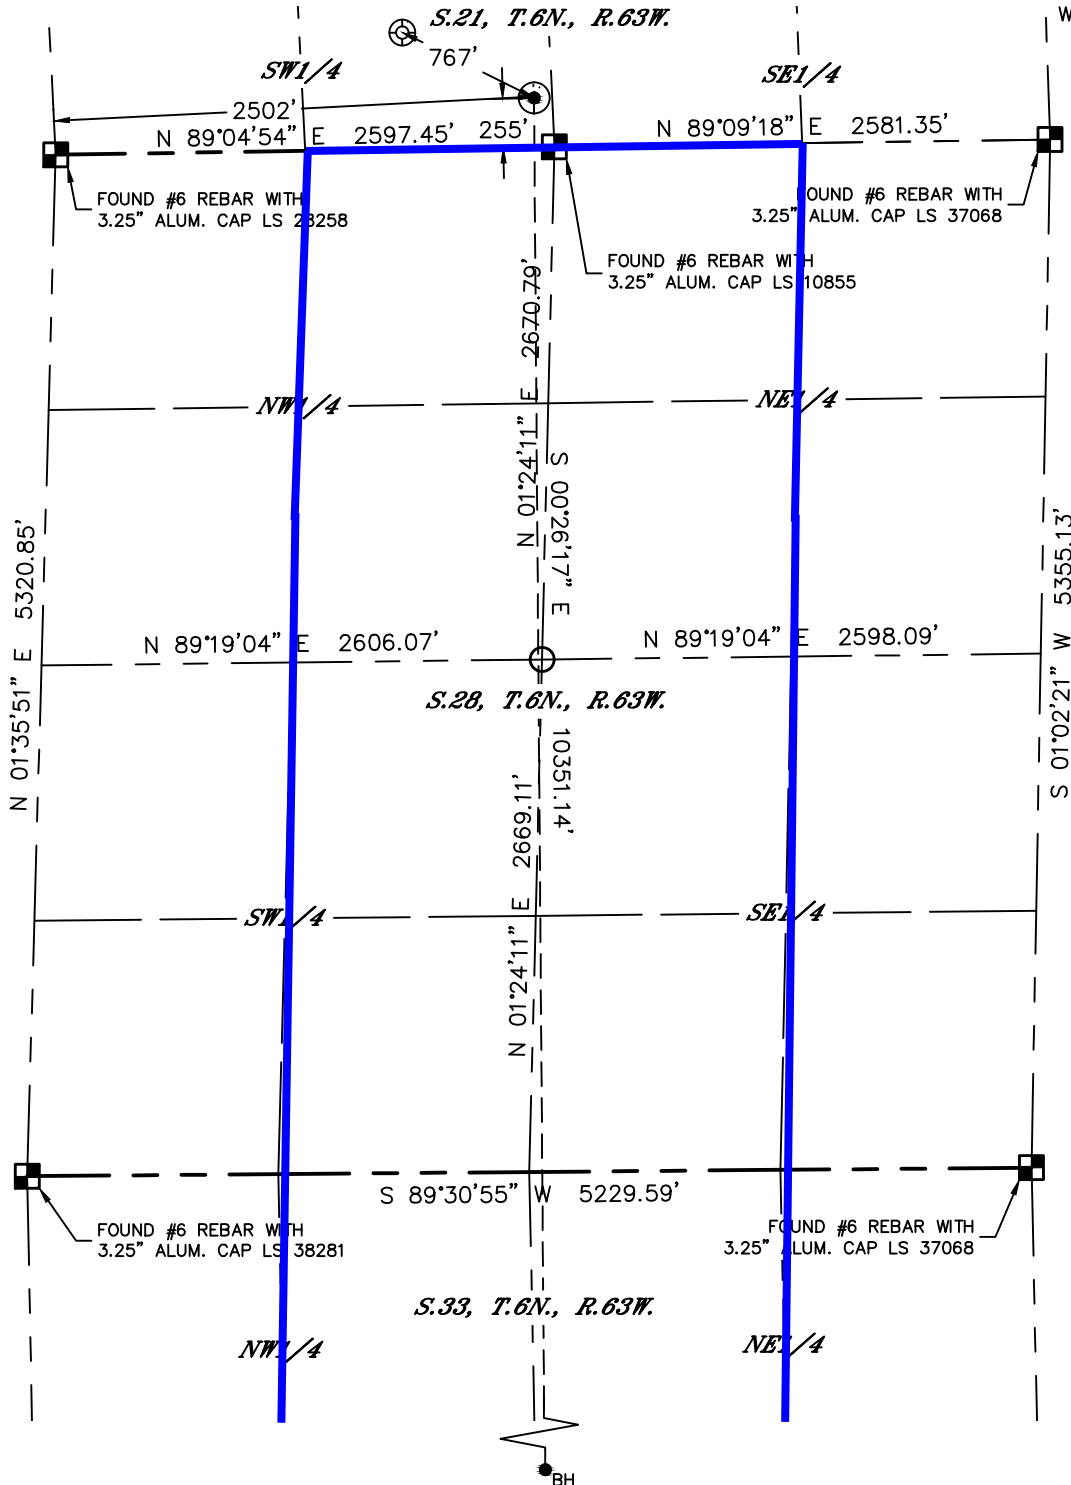 S.21, T.6N., R.63W.
W
767'
SW1/4
SE1/4
2502'
N 89°04'54" E 2597.45'
255'
N 89°09'18" E 2581.35'
FOUND #6 REBAR WITH
3.25" ALUM. CAP LS 23258
FOUND #6 REBAR WITH
3.25" ALUM. CAP LS 37068
FOUND #6 REBAR WITH
3.25" ALUM. CAP LS 10855
N 01°24'11" E 2670.79'
NW1/4
NE1/4
S 00°26'17" E 10351.14'
N 01°35'51" E 5320.85'
S 01°02'21" W 5355.13'
N 89°19'04" E 2606.07'
N 89°19'04" E 2598.09'
S.28, T.6N., R.63W.
N 01°24'11" E 2669.11'
SW1/4
SE1/4
S 89°30'55" W 5229.59'
FOUND #6 REBAR WITH
3.25" ALUM. CAP LS 38281
FOUND #6 REBAR WITH
3.25" ALUM. CAP LS 37068
S.33, T.6N., R.63W.
NW1/4
NE1/4
BH